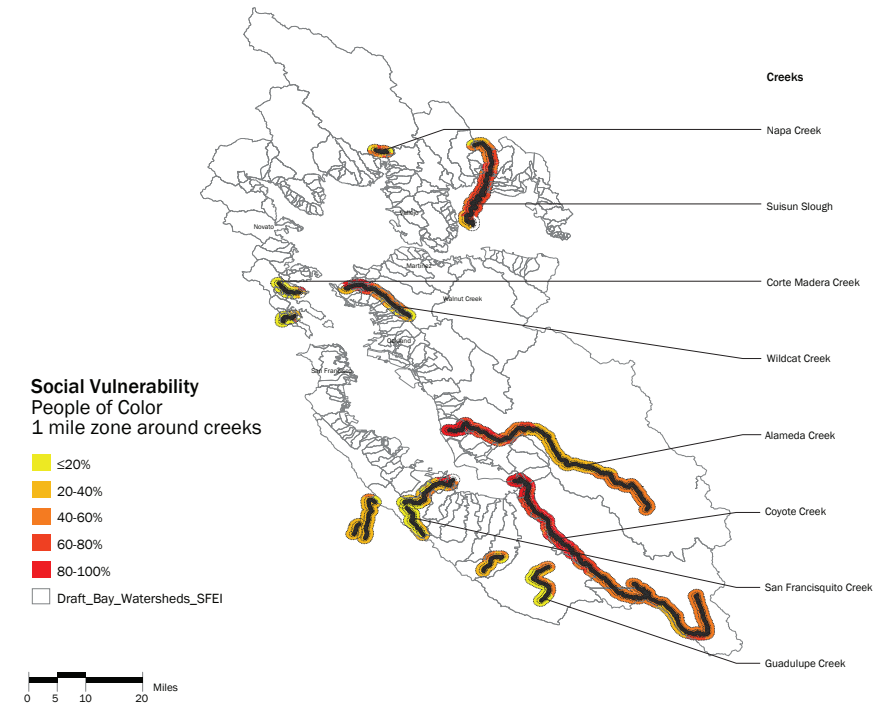 Creeks
Napa Creek
Suisun Slough
Vallejo
Novato
Martinez
Corte Madera Creek
Walnut Creek
Oakland
Wildcat Creek
San Francisco
Social Vulnerability
People of Color
1 mile zone around creeks
≤20%
20-40%
40-60%
60-80%
80-100%
Draft_Bay_Watersheds_SFEI
Alameda Creek
Coyote Creek
San Francisquito Creek
Guadulupe Creek
0 5 10 20 Miles